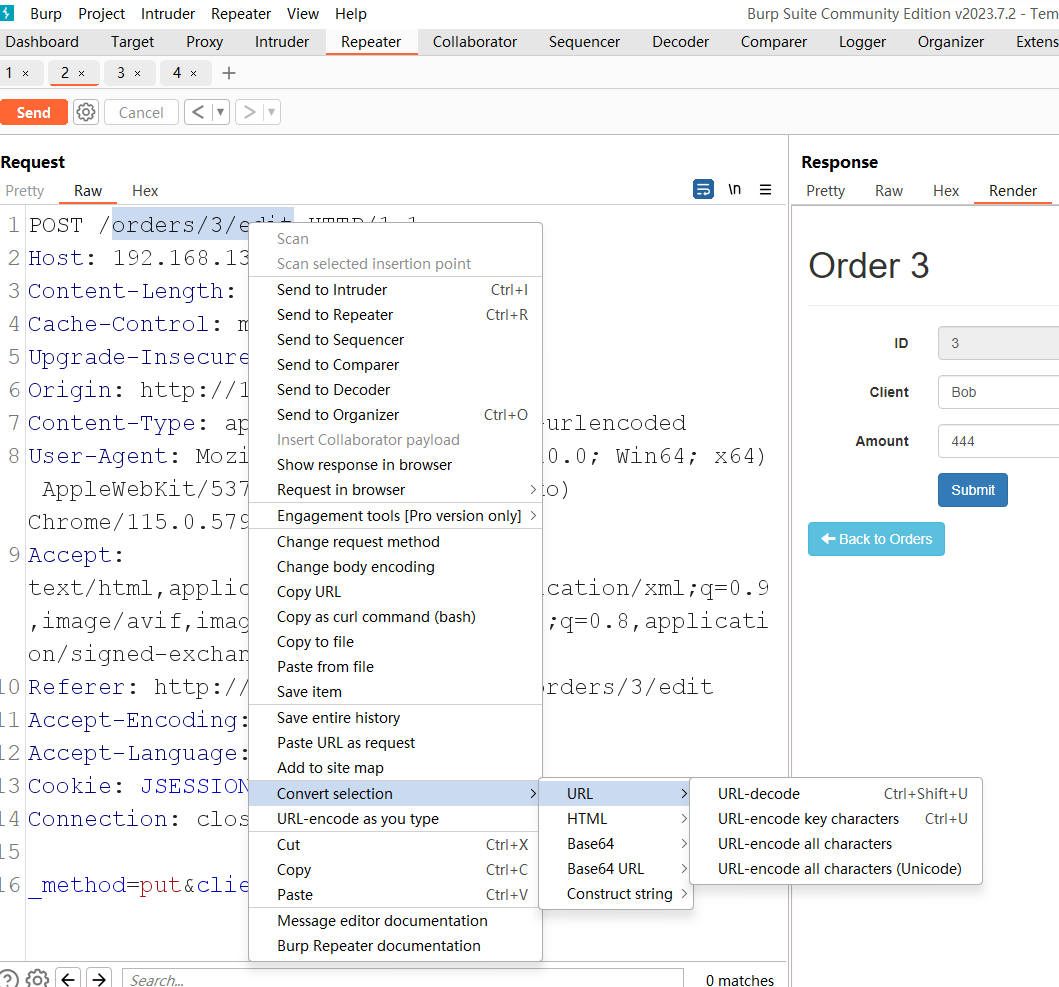 Burp Project Intruder Repeater View Help Burp Suite Community Edition v2023.7.2 - Tem
Dashboard Target Proxy Intruder Repeater Collaborator Sequencer Decoder Comparer Logger Organizer Extens
1 × 2 × 3 × 4 × +
Send Cancel < ▼ > ▼
Request
Pretty Raw Hex
\n
1 POST /orders/3/edit HTTP/1.1
2 Host: 192.168.13
3 Content-Length:
4 Cache-Control: m
5 Upgrade-Insecure
6 Origin: http://1
7 Content-Type: ap -urlencoded
8 User-Agent: Mozi 10.0; Win64; x64)
AppleWebKit/537 ko)
Chrome/115.0.579
9 Accept:
text/html,applic cation/xml;q=0.9
,image/avif,imag ;q=0.8,applicati
on/signed-exchan
10 Referer: http:// orders/3/edit
11 Accept-Encoding:
12 Accept-Language:
13 Cookie: JSESSION
14 Connection: clos
15
16 _method=put&clie
Scan
Scan selected insertion point
Send to Intruder Ctrl+I
Send to Repeater Ctrl+R
Send to Sequencer
Send to Comparer
Send to Decoder
Send to Organizer Ctrl+O
Insert Collaborator payload
Show response in browser
Request in browser >
Engagement tools [Pro version only] >
Change request method
Change body encoding
Copy URL
Copy as curl command (bash)
Copy to file
Paste from file
Save item
Save entire history
Paste URL as request
Add to site map
Convert selection >
URL-encode as you type
Cut Ctrl+X
Copy Ctrl+C
Paste Ctrl+V
Message editor documentation
Burp Repeater documentation
URL >
HTML >
Base64 >
Base64 URL >
Construct string >
URL-decode Ctrl+Shift+U
URL-encode key characters Ctrl+U
URL-encode all characters
URL-encode all characters (Unicode)
Search... 0 matches
Response
Pretty Raw Hex Render
Order 3
ID 3
Client Bob
Amount 444
Submit
Back to Orders